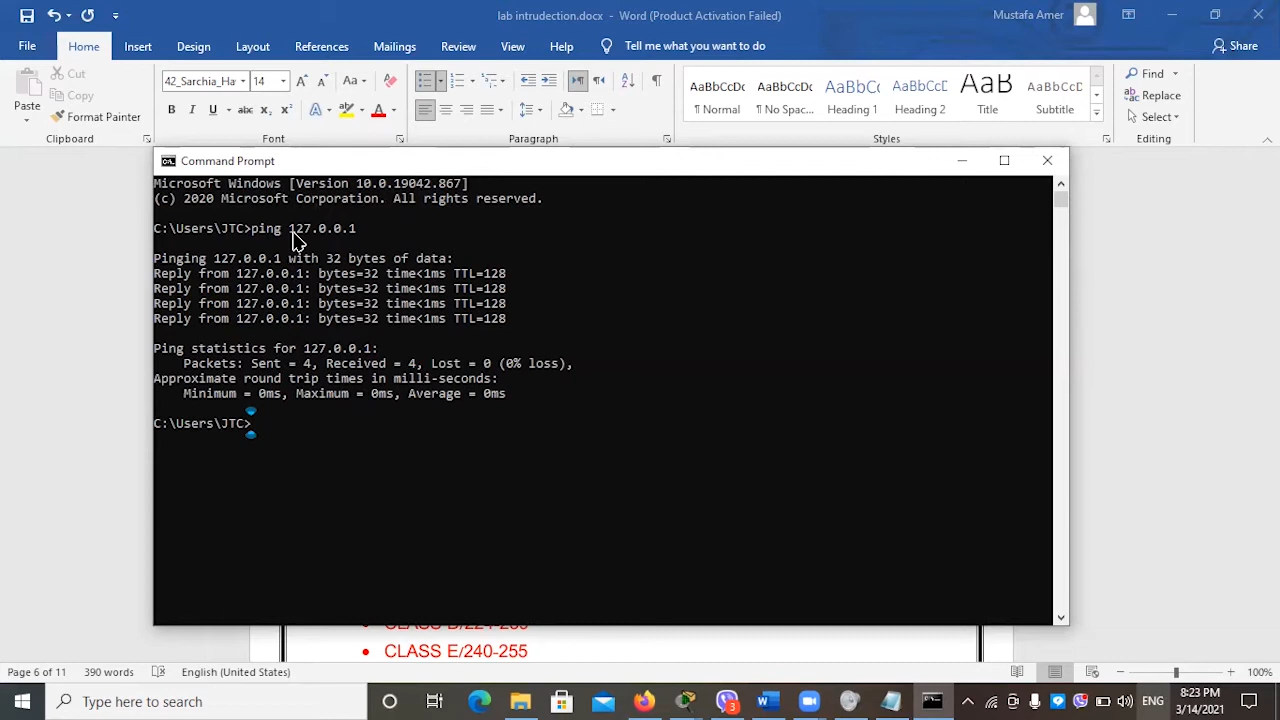 lab intrudection.docx - Word (Product Activation Failed)
Mustafa Amer
File Home Insert Design Layout References Mailings Review View Help Tell me what you want to do Share
Paste
Cut
Copy
Format Painter
Clipboard
42_Sarchia_Ha 14
Aa
B I U abc x₂ x² A A
Font
Paragraph
AaBbCcDc AaBbCcDc AaBbC AaBbCcD AaB AaBbCcD
¶ Normal ¶ No Spac... Heading 1 Heading 2 Title Subtitle
Styles
Find
Replace
Select
Editing
Command Prompt
Microsoft Windows [Version 10.0.19042.867]
(c) 2020 Microsoft Corporation. All rights reserved.
C:\Users\JTC>ping 127.0.0.1
Pinging 127.0.0.1 with 32 bytes of data:
Reply from 127.0.0.1: bytes=32 time<1ms TTL=128
Reply from 127.0.0.1: bytes=32 time<1ms TTL=128
Reply from 127.0.0.1: bytes=32 time<1ms TTL=128
Reply from 127.0.0.1: bytes=32 time<1ms TTL=128
Ping statistics for 127.0.0.1:
Packets: Sent = 4, Received = 4, Lost = 0 (0% loss),
Approximate round trip times in milli-seconds:
Minimum = 0ms, Maximum = 0ms, Average = 0ms
C:\Users\JTC>
• CLASS E/240-255
Page 6 of 11 390 words English (United States) 100%
Type here to search
3
ENG
8:23 PM
3/14/2021